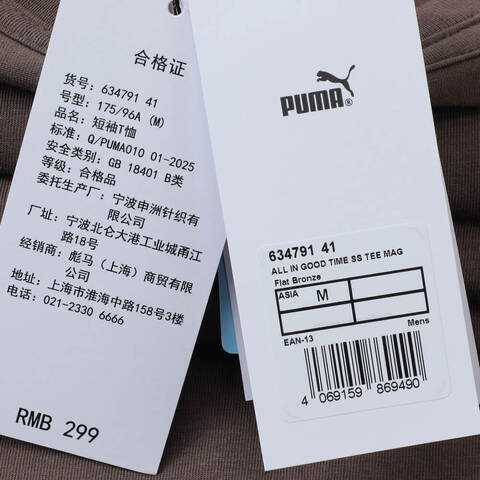 合格证
货号: 634791 41
号型: 175/96A (M)
品名: 短袖T恤
标准: Q/PUMA010 01-2025
安全类别: GB 18401 B类
等级: 合格品
委托生产厂: 宁波申洲针织有
限公司
厂址: 宁波北仑大港工业城甬江
路18号
经销商: 彪马（上海）商贸有限
公司
地址: 上海市淮海中路158号3楼
电话: 021-2330 6666
RMB 299
PUMA®
634791 41
ALL IN GOOD TIME SS TEE MAG
Flat Bronze
ASIA M
EAN-13
Mens
4 069159 869490